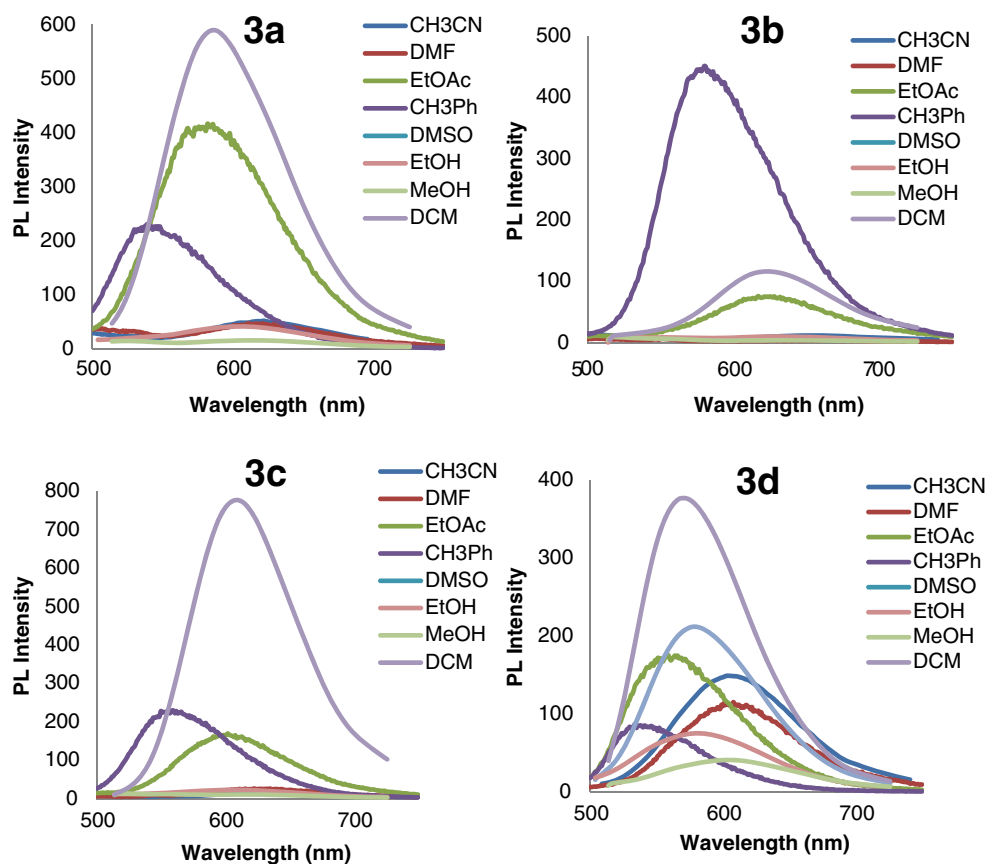 3a
PL Intensity
600
500
400
300
200
100
0
500
600
700
Wavelength (nm)
CH3CN
DMF
EtOAc
CH3Ph
DMSO
EtOH
MeOH
DCM
3b
PL Intensity
500
400
300
200
100
0
500
600
700
Wavelength (nm)
CH3CN
DMF
EtOAc
CH3Ph
DMSO
EtOH
MeOH
DCM
3c
PL Intensity
800
700
600
500
400
300
200
100
0
500
600
700
Wavelength (nm)
CH3CN
DMF
EtOAc
CH3Ph
DMSO
EtOH
MeOH
DCM
3d
PL Intensity
400
300
200
100
0
500
600
700
Wavelength (nm)
CH3CN
DMF
EtOAc
CH3Ph
DMSO
EtOH
MeOH
DCM